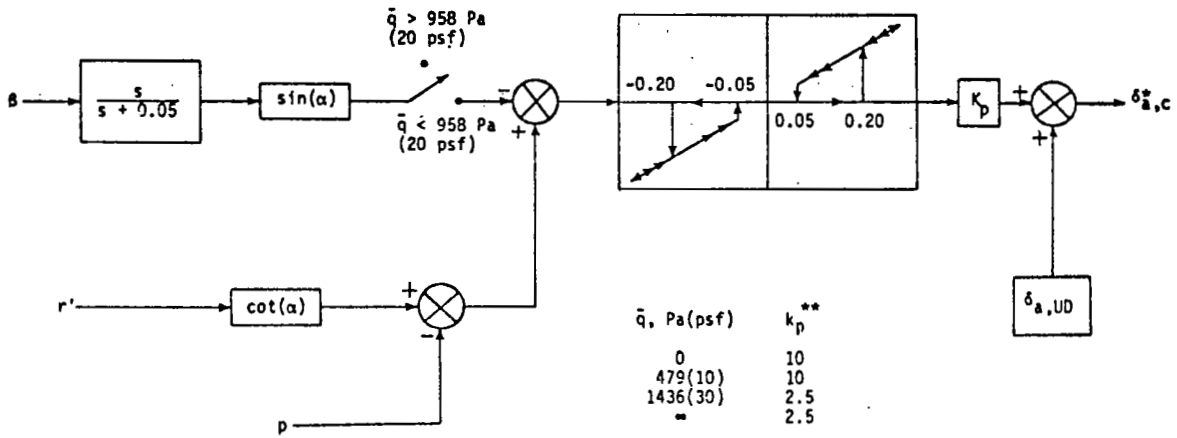 q̄ > 958 Pa
(20 psf)
β
s
s + 0.05
sin(α)
q̄ < 958 Pa
(20 psf)
−
+
-0.20
-0.05
0.05
0.20
K_p
+
+
δ*_a,c
r'
cot(α)
+
−
p
δ_a,UD
q̄, Pa(psf) k_p**
0 10
479(10) 10
1436(30) 2.5
∞ 2.5